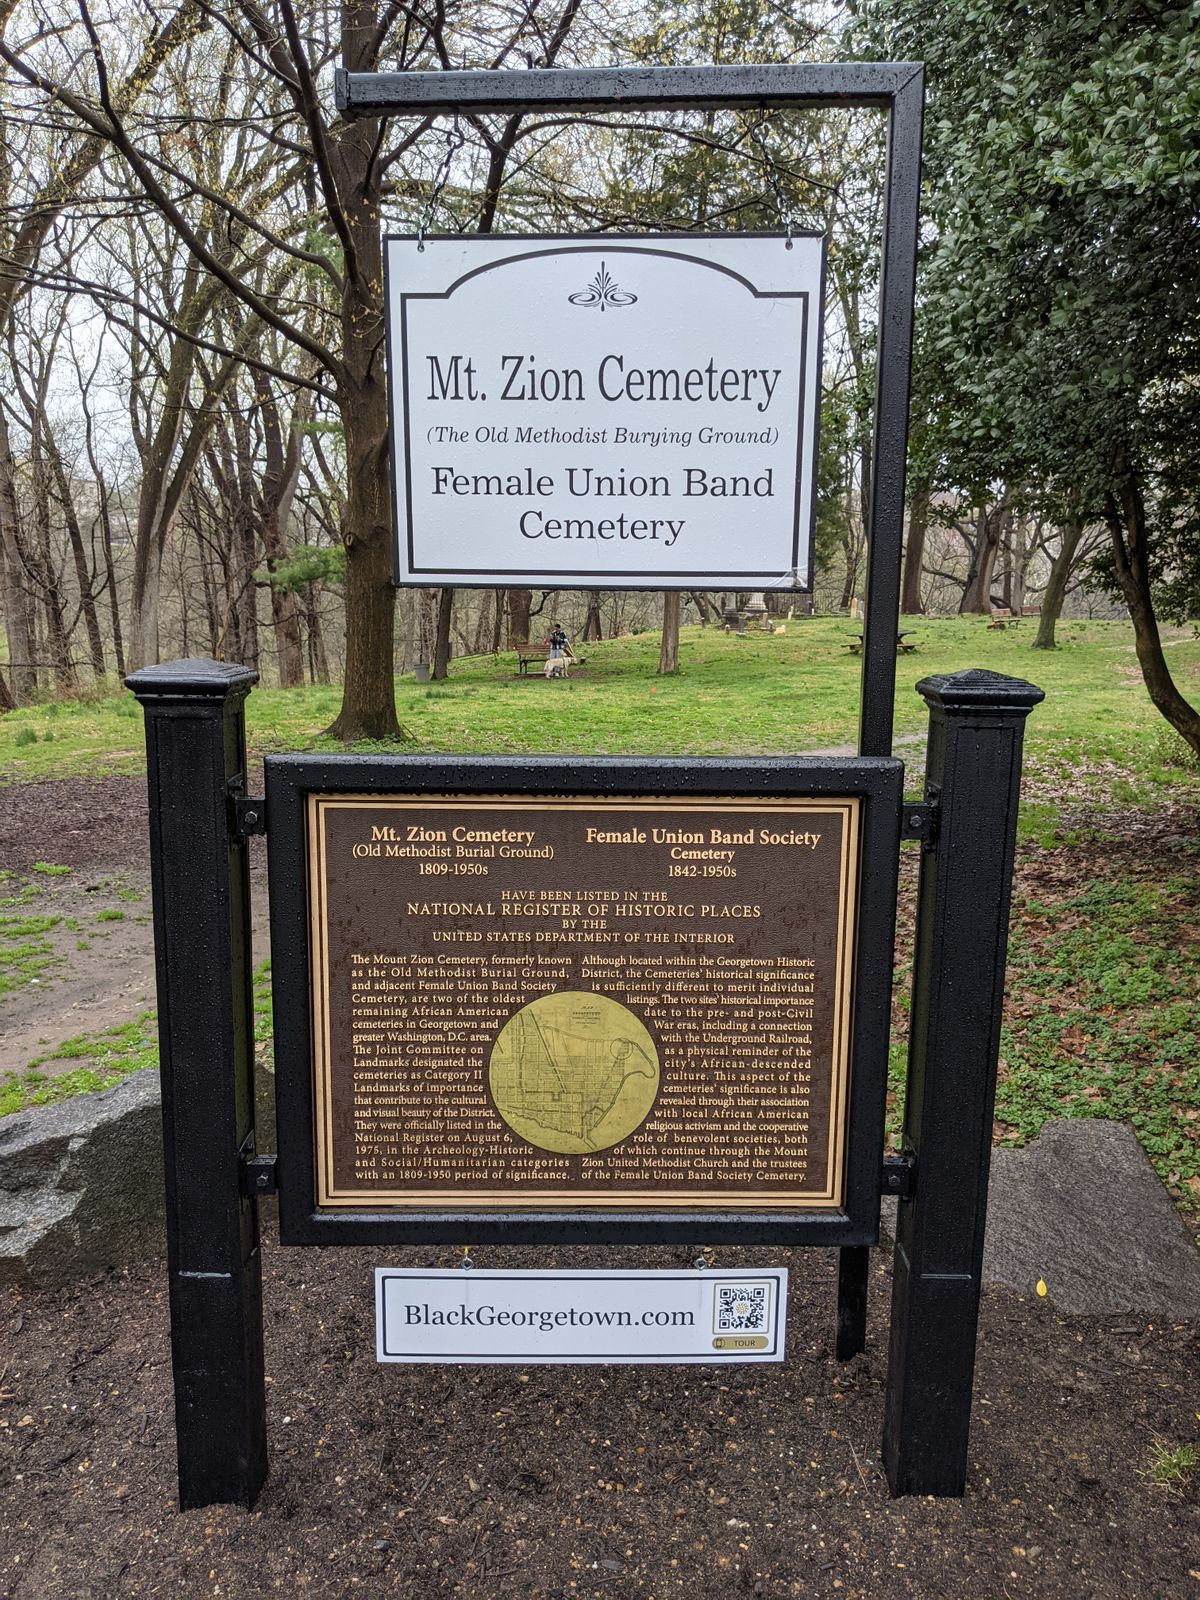 Mt. Zion Cemetery
(The Old Methodist Burying Ground)
Female Union Band
Cemetery
Mt. Zion Cemetery
(Old Methodist Burial Ground)
1809-1950s
Female Union Band Society
Cemetery
1842-1950s
HAVE BEEN LISTED IN THE
NATIONAL REGISTER OF HISTORIC PLACES
BY THE
UNITED STATES DEPARTMENT OF THE INTERIOR
The Mount Zion Cemetery, formerly known
as the Old Methodist Burial Ground,
and adjacent Female Union Band Society
Cemetery, are two of the oldest
remaining African American
cemeteries in Georgetown and
greater Washington, D.C. area.
The Joint Committee on
Landmarks designated the
cemeteries as Category II
Landmarks of importance
that contribute to the cultural
and visual beauty of the District.
They were officially listed in the
National Register on August 6,
1975, in the Archeology-Historic
and Social/Humanitarian categories
with an 1809-1950 period of significance.
Although located within the Georgetown Historic
District, the Cemeteries' historical significance
is sufficiently different to merit individual
listings. The two sites' historical importance
date to the pre- and post-Civil
War eras, including a connection
with the Underground Railroad,
as a physical reminder of the
city's African-descended
culture. This aspect of the
cemeteries' significance is also
revealed through their association
with local African American
religious activism and the cooperative
role of benevolent societies, both
of which continue through the Mount
Zion United Methodist Church and the trustees
of the Female Union Band Society Cemetery.
BlackGeorgetown.com
TOUR